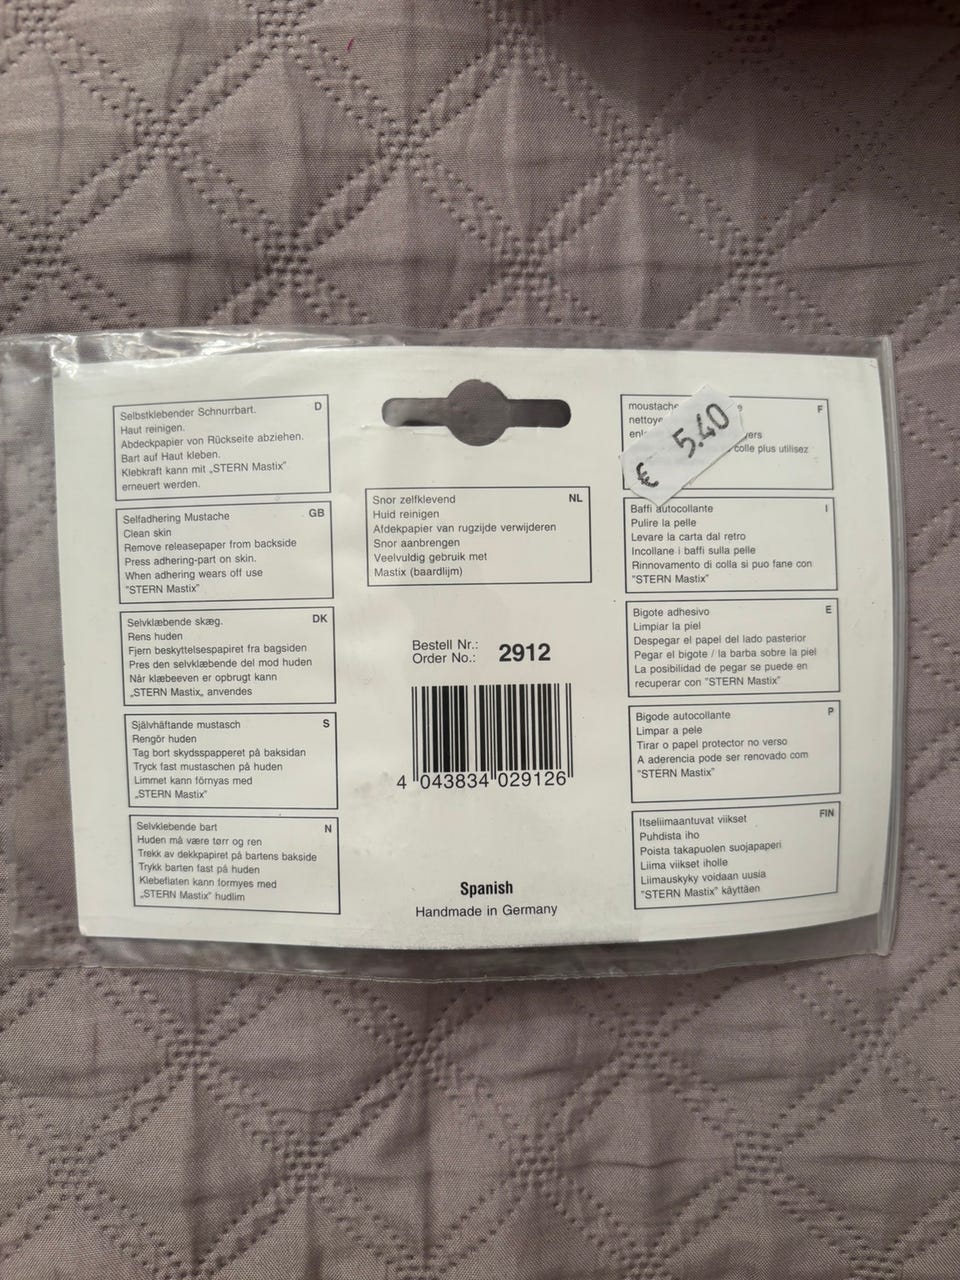 Selbstklebender Schnurrbart. D
Haut reinigen.
Abdeckpapier von Rückseite abziehen.
Bart auf Haut kleben.
Klebkraft kann mit „STERN Mastix"
erneuert werden.
Selfadhering Mustache GB
Clean skin
Remove releasepaper from backside
Press adhering-part on skin.
When adhering wears off use
"STERN Mastix"
Selvklæbende skæg. DK
Rens huden
Fjern beskyttelsespapiret fra bagsiden
Pres den selvklæbende del mod huden
Når klæbeeven er opbrugt kann
„STERN Mastix„ anvendes
Självhäftande mustasch S
Rengör huden
Tag bort skydsspapperet på baksidan
Tryck fast mustaschen på huden
Limmet kann förnyas med
„STERN Mastix"
Selvklebende bart N
Huden må være tørr og ren
Trekk av dekkpapiret på bartens bakside
Trykk barten fast på huden
Klebeflaten kann formyes med
„STERN Mastix" hudlim
Snor zelfklevend NL
Huid reinigen
Afdekpapier van rugzijde verwijderen
Snor aanbrengen
Veelvuldig gebruik met
Mastix (baardlijm)
Bestell Nr.:
Order No.: 2912
4 043834 029126
Spanish
Handmade in Germany
moustache F
colle plus utilisez
€ 5.40
Baffi autocollante I
Pulire la pelle
Levare la carta dal retro
Incollane i baffi sulla pelle
Rinnovamento di colla si puo fane con
"STERN Mastix"
Bigote adhesivo E
Limpiar la piel
Despegar el papel del lado pasterior
Pegar el bigote / la barba sobre la piel
La posibilidad de pegar se puede en
recuperar con "STERN Mastix"
Bigode autocollante P
Limpar a pele
Tirar o papel protector no verso
A aderencia pode ser renovado com
"STERN Mastix"
Itseliimaantuvat viikset FIN
Puhdista iho
Poista takapuolen suojapaperi
Liima viikset iholle
Liimauskyky voidaan uusia
"STERN Mastix" käyttäen